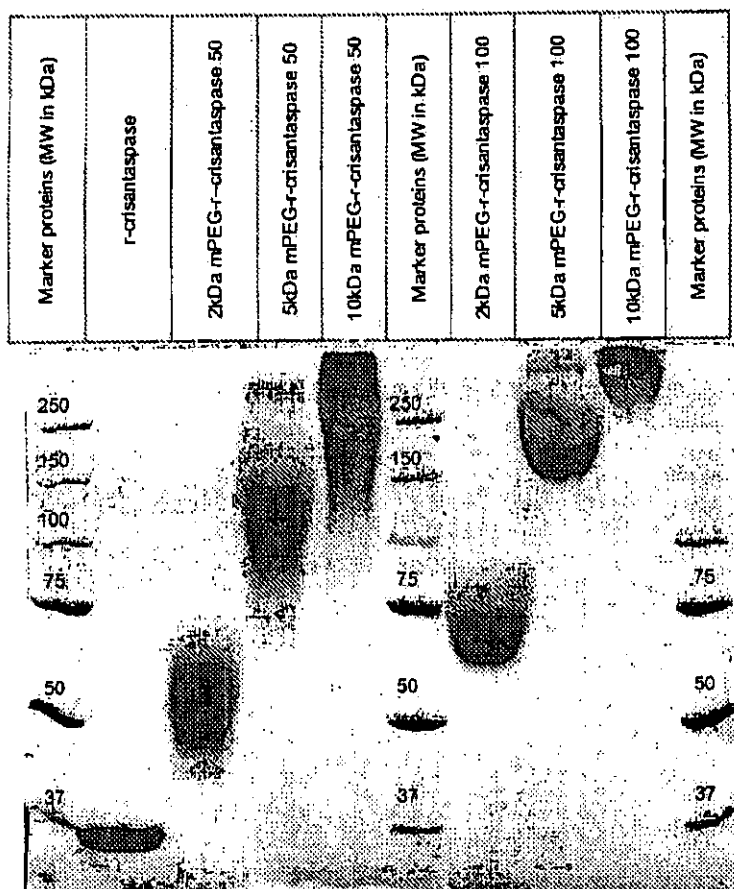 Marker proteins (MW in kDa)
r-crisantaspase
2kDa mPEG-r--crisantaspase 50
5kDa mPEG-r-crisantaspase 50
10kDa mPEG-r-crisantaspase 50
Marker proteins (MW in kDa)
2kDa mPEG-r-crisantaspase 100
5kDa mPEG-r-crisantaspase 100
10kDa mPEG-r-crisantaspase 100
Marker proteins (MW in kDa)
250
150
100
75
50
37
250
150
75
50
37
75
50
37